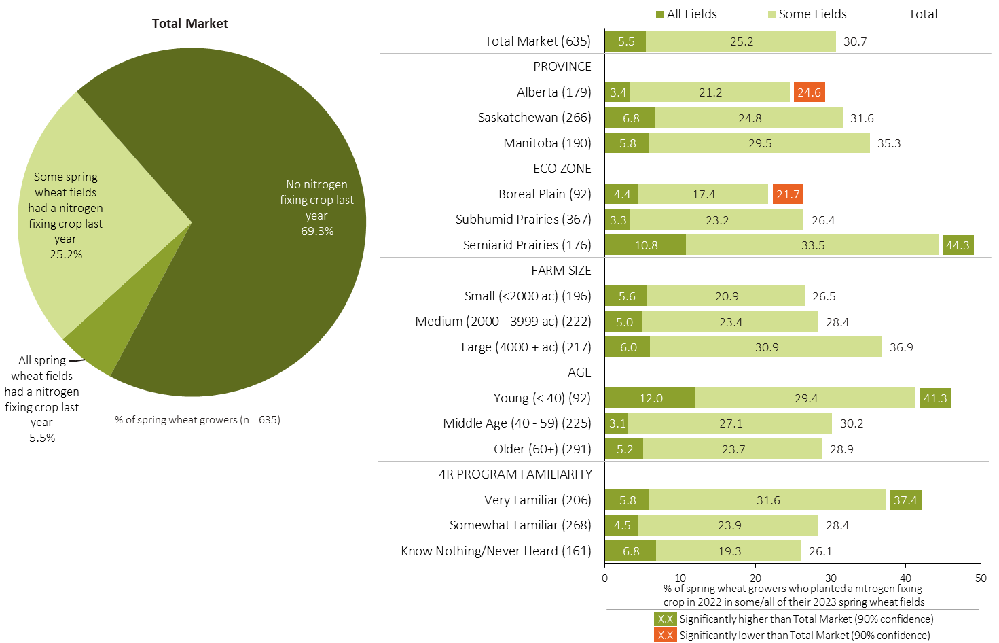 Total Market
Some spring
wheat fields
had a nitrogen
fixing crop last
year
25.2%
No nitrogen
fixing crop last
year
69.3%
All spring
wheat fields
had a nitrogen
fixing crop last
year
5.5%
% of spring wheat growers (n = 635)
All Fields Some Fields Total
Total Market (635) 5.5 25.2 30.7
PROVINCE
Alberta (179) 3.4 21.2 24.6
Saskatchewan (266) 6.8 24.8 31.6
Manitoba (190) 5.8 29.5 35.3
ECO ZONE
Boreal Plain (92) 4.4 17.4 21.7
Subhumid Prairies (367) 3.3 23.2 26.4
Semiarid Prairies (176) 10.8 33.5 44.3
FARM SIZE
Small (<2000 ac) (196) 5.6 20.9 26.5
Medium (2000 - 3999 ac) (222) 5.0 23.4 28.4
Large (4000 + ac) (217) 6.0 30.9 36.9
AGE
Young (< 40) (92) 12.0 29.4 41.3
Middle Age (40 - 59) (225) 3.1 27.1 30.2
Older (60+) (291) 5.2 23.7 28.9
4R PROGRAM FAMILIARITY
Very Familiar (206) 5.8 31.6 37.4
Somewhat Familiar (268) 4.5 23.9 28.4
Know Nothing/Never Heard (161) 6.8 19.3 26.1
0 10 20 30 40 50
% of spring wheat growers who planted a nitrogen fixing
crop in 2022 in some/all of their 2023 spring wheat fields
X.X Significantly higher than Total Market (90% confidence)
X.X Significantly lower than Total Market (90% confidence)